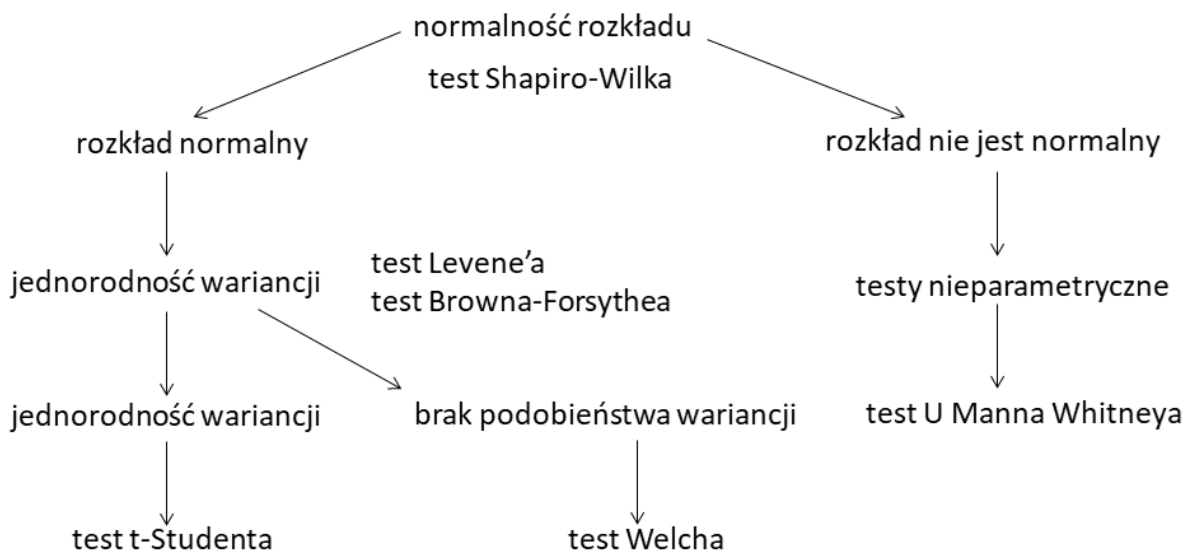 normalność rozkładu
test Shapiro-Wilka
rozkład normalny
rozkład nie jest normalny
jednorodność wariancji
test Levene’a
test Browna-Forsythea
testy nieparametryczne
jednorodność wariancji
brak podobieństwa wariancji
test U Manna Whitneya
test t-Studenta
test Welcha